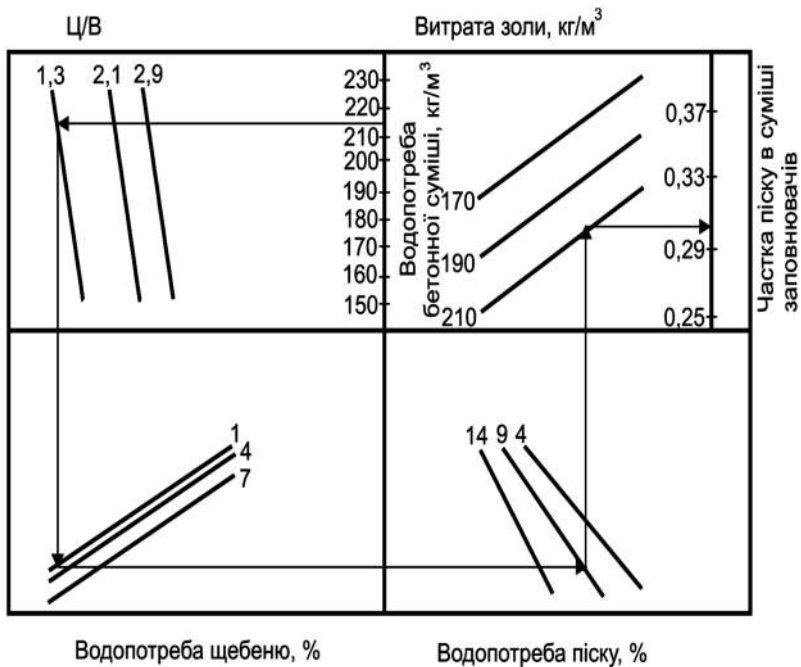 Ц/В
Витрата золи, кг/м³
1,3 2,1 2,9
230
220
210
200
190
180
170
160
150
Водопотреба
бетонної суміші, кг/м³
170
190
210
0,37
0,33
0,29
0,25
Частка піску в суміші
заповнювачів
1
4
7
14 9 4
Водопотреба щебеню, %
Водопотреба піску, %